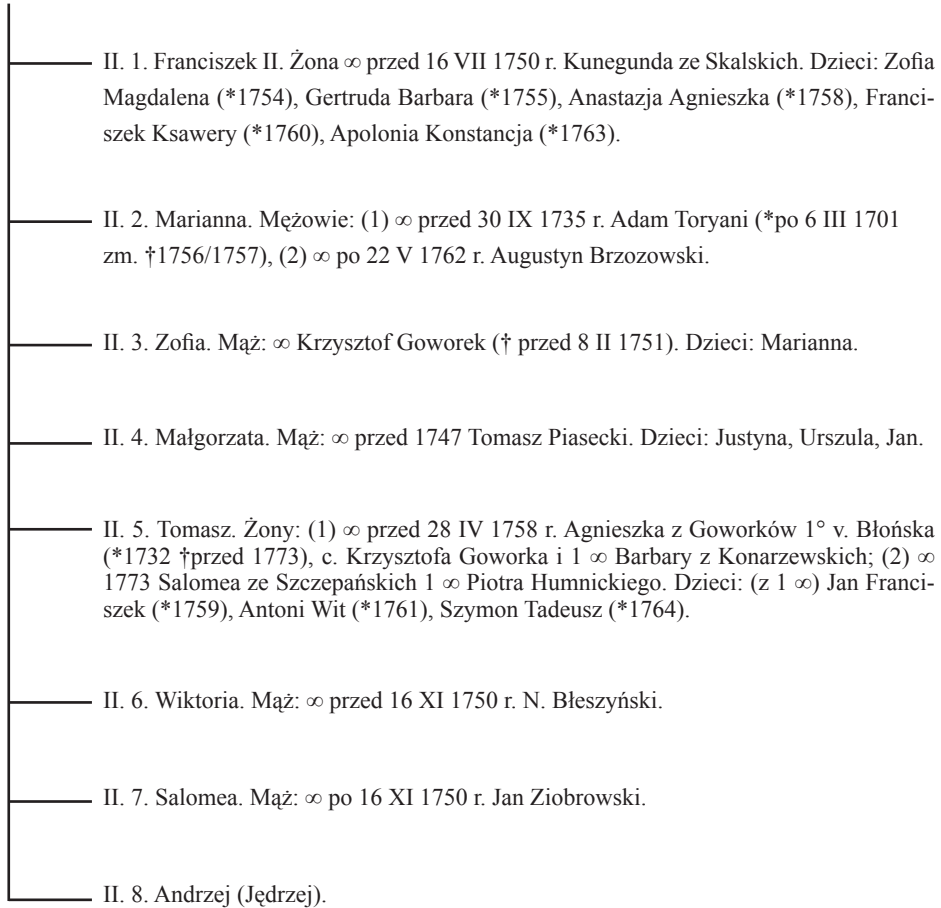 II. 1. Franciszek II. Żona ∞ przed 16 VII 1750 r. Kunegunda ze Skalskich. Dzieci: Zofia
Magdalena (*1754), Gertruda Barbara (*1755), Anastazja Agnieszka (*1758), Franci-
szek Ksawery (*1760), Apolonia Konstancja (*1763).
II. 2. Marianna. Mężowie: (1) ∞ przed 30 IX 1735 r. Adam Toryani (*po 6 III 1701
zm. †1756/1757), (2) ∞ po 22 V 1762 r. Augustyn Brzozowski.
II. 3. Zofia. Mąż: ∞ Krzysztof Goworek († przed 8 II 1751). Dzieci: Marianna.
II. 4. Małgorzata. Mąż: ∞ przed 1747 Tomasz Piasecki. Dzieci: Justyna, Urszula, Jan.
II. 5. Tomasz. Żony: (1) ∞ przed 28 IV 1758 r. Agnieszka z Goworków 1° v. Błońska
(*1732 †przed 1773), c. Krzysztofa Goworka i 1 ∞ Barbary z Konarzewskich; (2) ∞
1773 Salomea ze Szczepańskich 1 ∞ Piotra Humnickiego. Dzieci: (z 1 ∞) Jan Franci-
szek (*1759), Antoni Wit (*1761), Szymon Tadeusz (*1764).
II. 6. Wiktoria. Mąż: ∞ przed 16 XI 1750 r. N. Błeszyński.
II. 7. Salomea. Mąż: ∞ po 16 XI 1750 r. Jan Ziobrowski.
II. 8. Andrzej (Jędrzej).